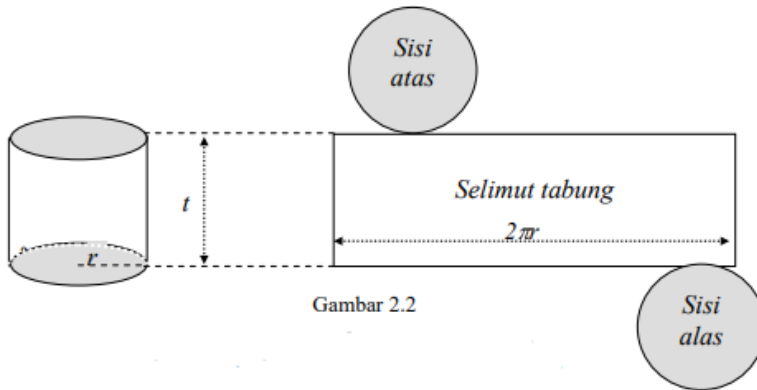 Sisi
atas
t
Selimut tabung
2πr
r
Gambar 2.2
Sisi
alas